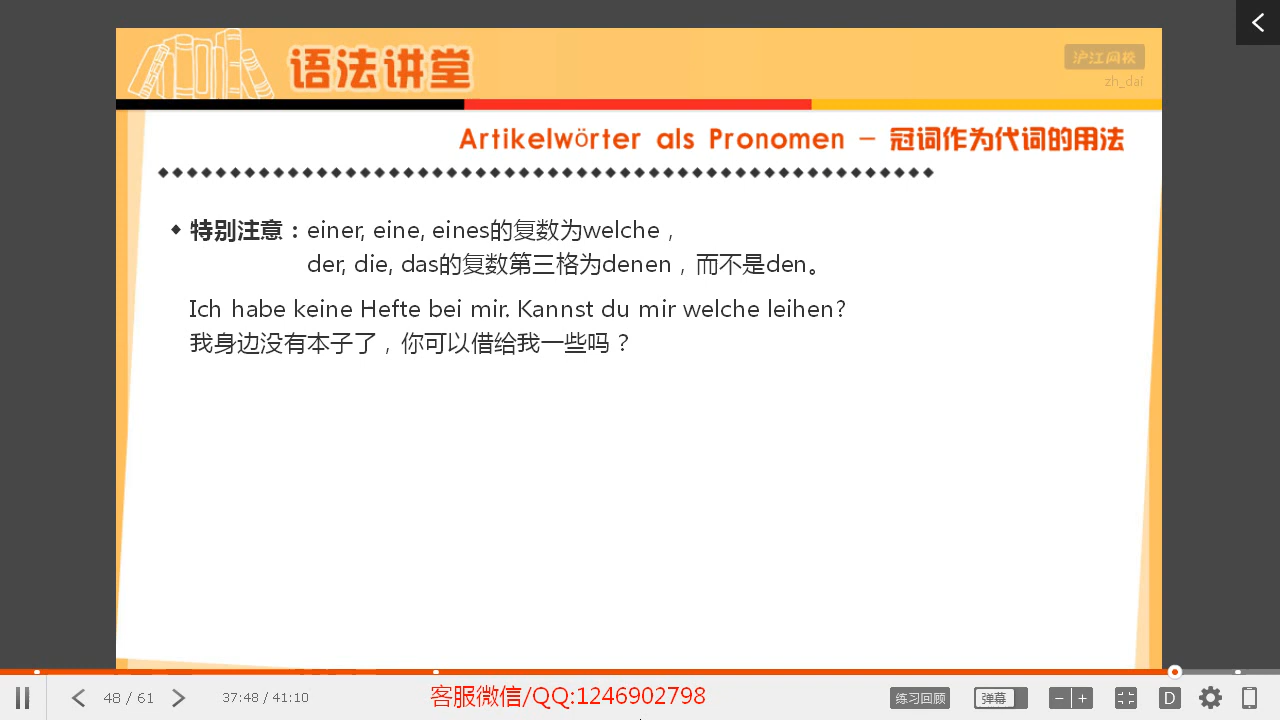 语法讲堂
沪江网校
zh_dai
Artikelwörter als Pronomen – 冠词作为代词的用法
特别注意：einer, eine, eines的复数为welche，
der, die, das的复数第三格为denen，而不是den。
Ich habe keine Hefte bei mir. Kannst du mir welche leihen?
我身边没有本子了，你可以借给我一些吗？
48 / 61
37:48 / 41:10
客服微信/QQ:1246902798
练习回顾
弹幕
D